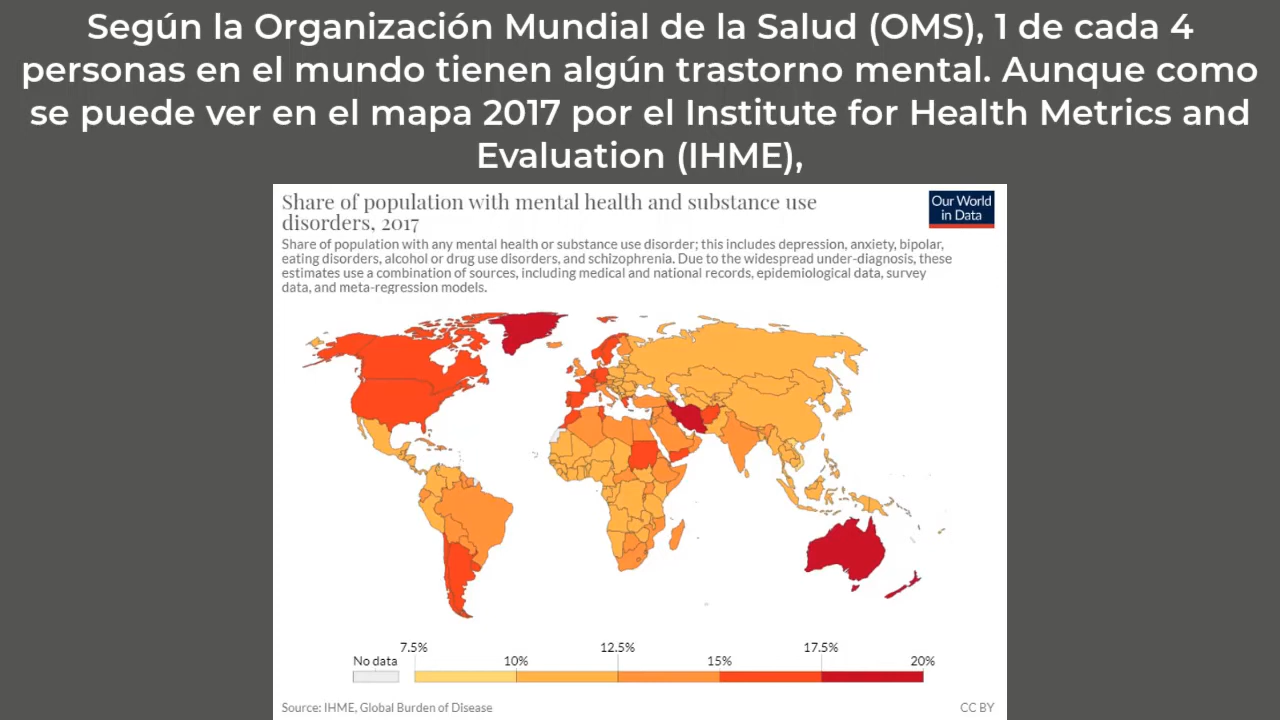 Según la Organización Mundial de la Salud (OMS), 1 de cada 4
personas en el mundo tienen algún trastorno mental. Aunque como
se puede ver en el mapa 2017 por el Institute for Health Metrics and
Evaluation (IHME),
Share of population with mental health and substance use
disorders, 2017
Our World
in Data
Share of population with any mental health or substance use disorder; this includes depression, anxiety, bipolar,
eating disorders, alcohol or drug use disorders, and schizophrenia. Due to the widespread under-diagnosis, these
estimates use a combination of sources, including medical and national records, epidemiological data, survey
data, and meta-regression models.
7.5% 12.5% 17.5%
No data 10% 15% 20%
Source: IHME, Global Burden of Disease
CC BY